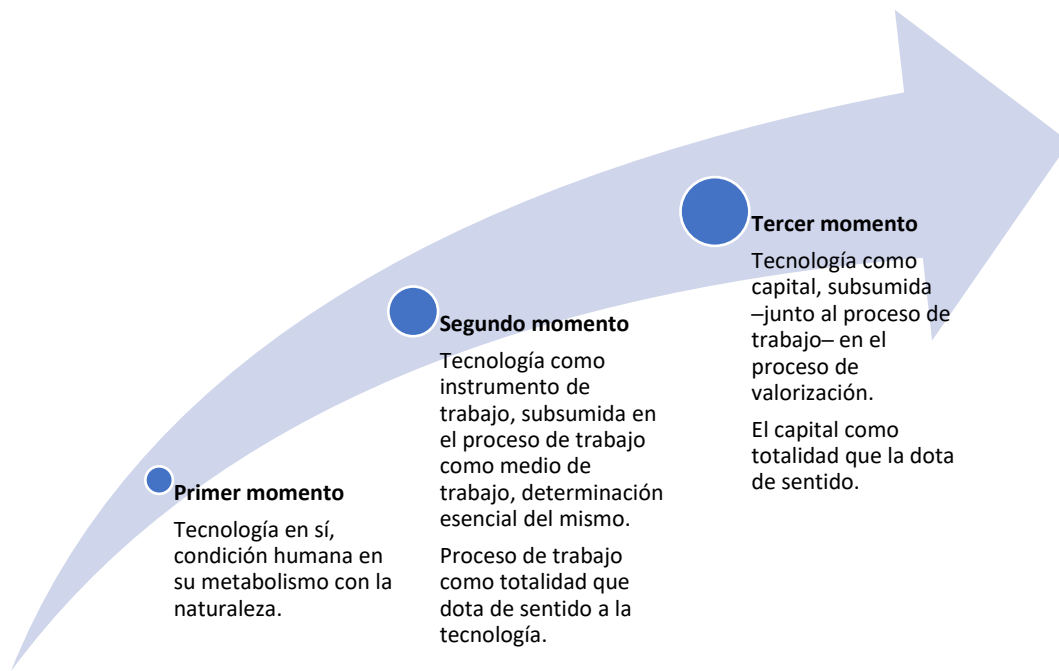 Primer momento
Tecnología en sí,
condición humana en
su metabolismo con la
naturaleza.
Segundo momento
Tecnología como
instrumento de
trabajo, subsumida en
el proceso de trabajo
como medio de
trabajo, determinación
esencial del mismo.
Proceso de trabajo
como totalidad que
dota de sentido a la
tecnología.
Tercer momento
Tecnología como
capital, subsumida
–junto al proceso de
trabajo– en el
proceso de
valorización.
El capital como
totalidad que la dota
de sentido.